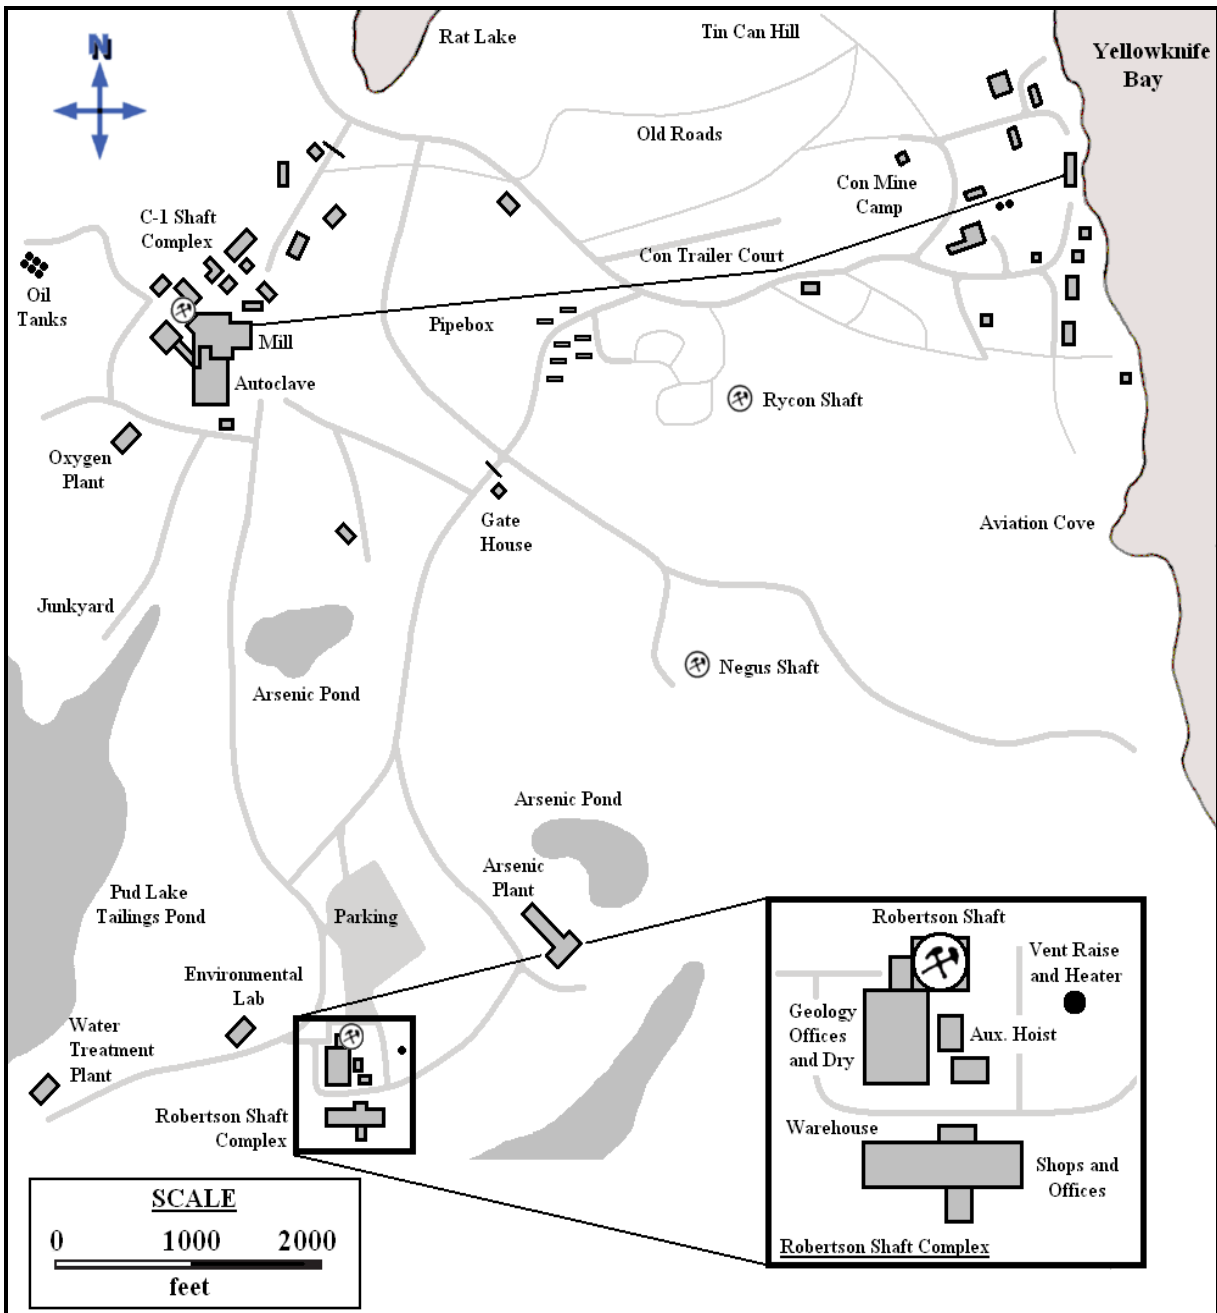 N
Rat Lake
Tin Can Hill
Yellowknife
Bay
Old Roads
Con Mine
Camp
C-1 Shaft
Complex
Con Trailer Court
Oil
Tanks
Pipebox
Mill
Autoclave
Rycon Shaft
Oxygen
Plant
Gate
House
Aviation Cove
Junkyard
Negus Shaft
Arsenic Pond
Arsenic Pond
Arsenic
Plant
Pud Lake
Tailings Pond
Parking
Environmental
Lab
Water
Treatment
Plant
Robertson Shaft
Complex
Robertson Shaft
Vent Raise
and Heater
Geology
Offices
and Dry
Aux. Hoist
Warehouse
Shops and
Offices
Robertson Shaft Complex
SCALE
0 1000 2000
feet